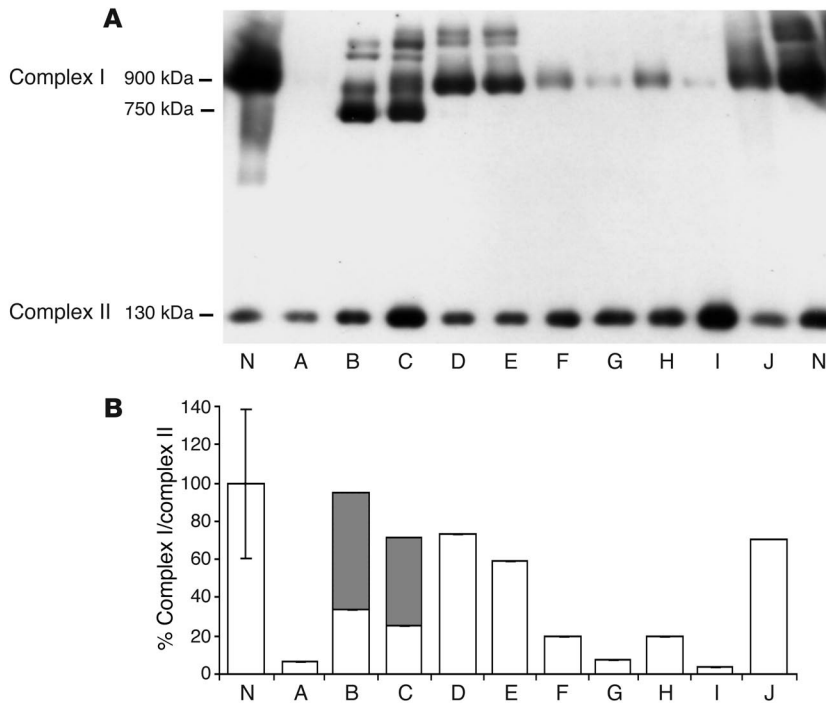 A
Complex I 900 kDa
750 kDa
Complex II 130 kDa
N A B C D E F G H I J N
B
% Complex I/complex II
140
120
100
80
60
40
20
0
N A B C D E F G H I J